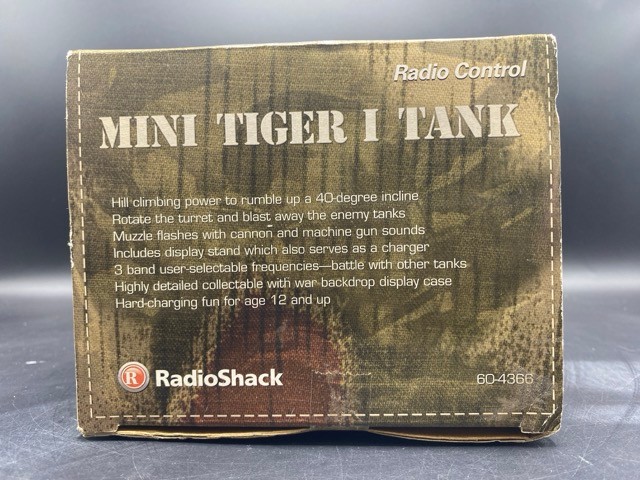 Radio Control
MINI TIGER I TANK
Hill climbing power to rumble up a 40-degree incline
Rotate the turret and blast away the enemy tanks
Muzzle flashes with cannon and machine gun sounds
Includes display stand which also serves as a charger
3 band user-selectable frequencies—battle with other tanks
Highly detailed collectable with war backdrop display case
Hard-charging fun for age 12 and up
R RadioShack
60-4366